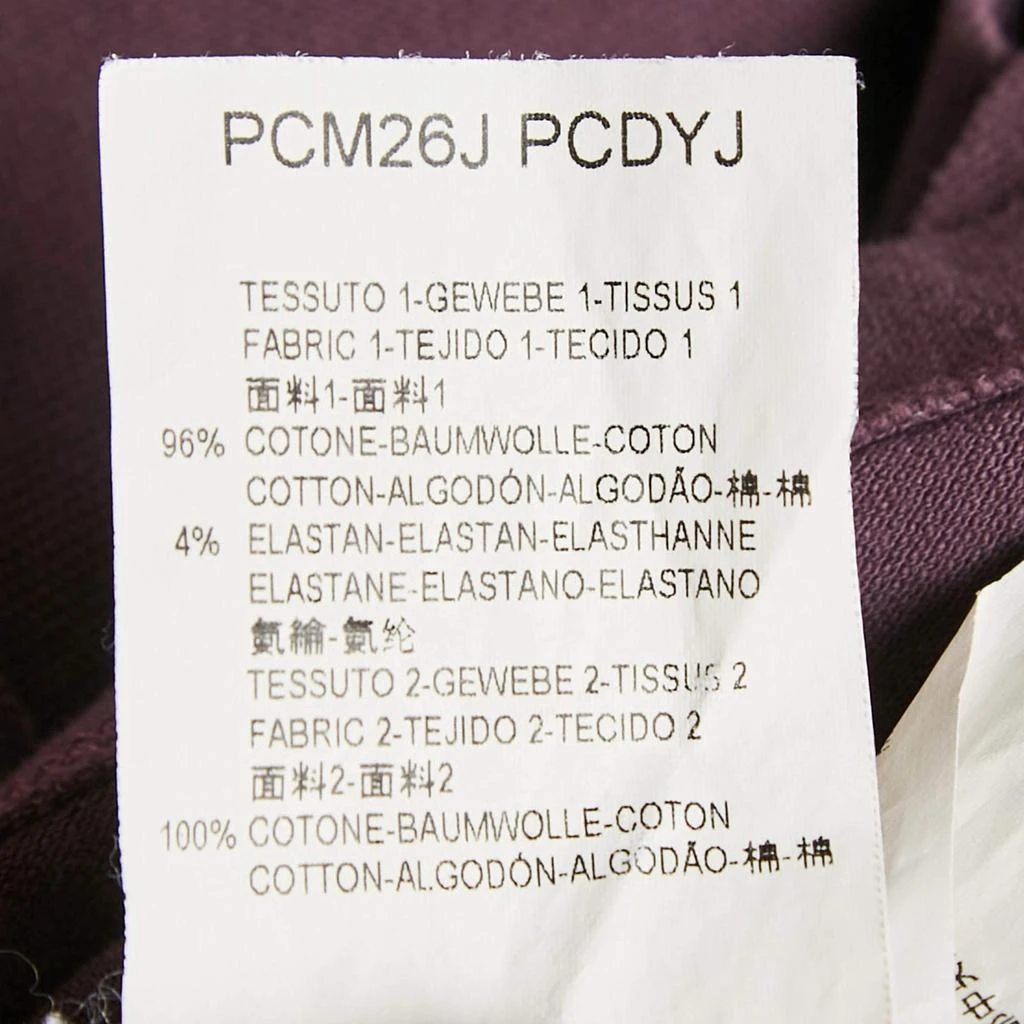 PCM26J PCDYJ
TESSUTO 1-GEWEBE 1-TISSUS 1
FABRIC 1-TEJIDO 1-TECIDO 1
面料1-面料1
96% COTONE-BAUMWOLLE-COTON
COTTON-ALGODÓN-ALGODÃO-棉-棉
4% ELASTAN-ELASTAN-ELASTHANNE
ELASTANE-ELASTANO-ELASTANO
氨綸-氨纶
TESSUTO 2-GEWEBE 2-TISSUS 2
FABRIC 2-TEJIDO 2-TECIDO 2
面料2-面料2
100% COTONE-BAUMWOLLE-COTON
COTTON-ALGODÓN-ALGODÃO-棉-棉
中